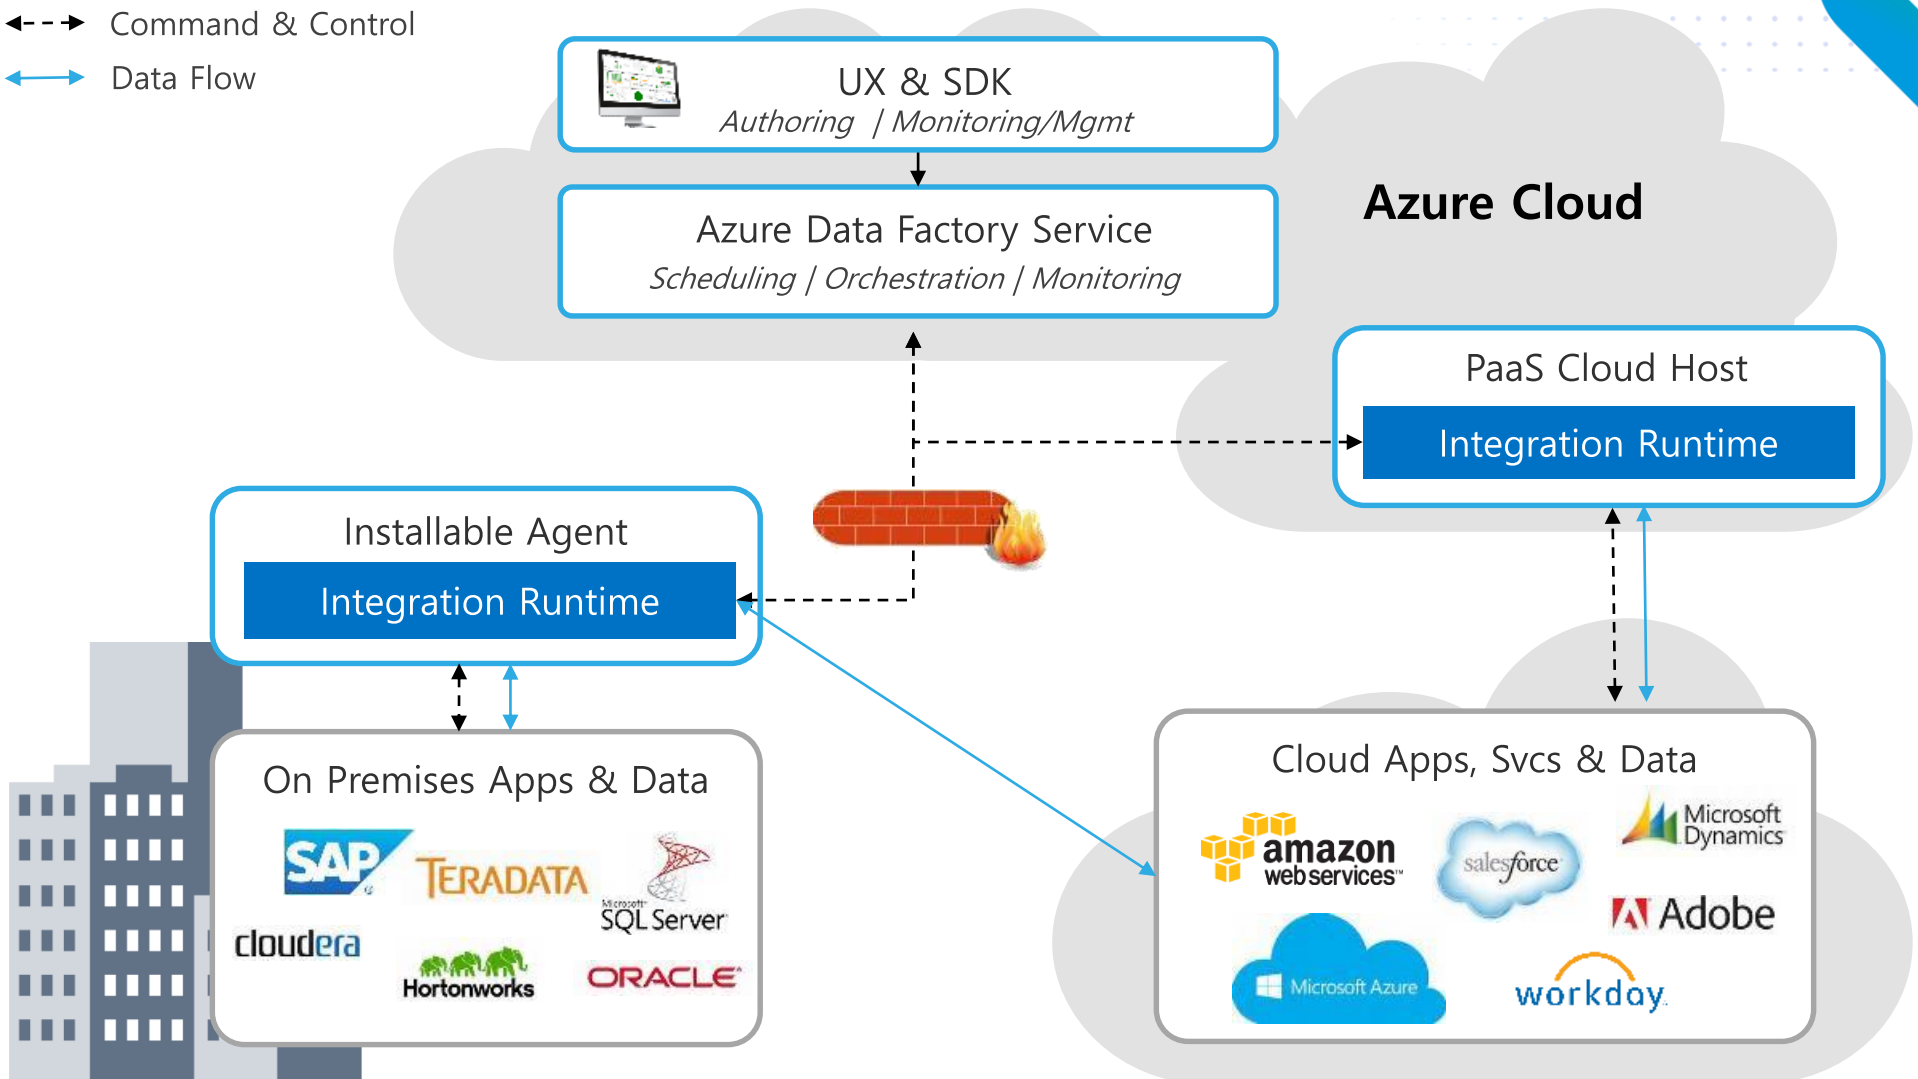 Command & Control
Data Flow
UX & SDK
Authoring | Monitoring/Mgmt
Azure Data Factory Service
Scheduling | Orchestration | Monitoring
Azure Cloud
PaaS Cloud Host
Integration Runtime
Installable Agent
Integration Runtime
On Premises Apps & Data
SAP
TERADATA
Microsoft
SQL Server
cloudera
Hortonworks
ORACLE
Cloud Apps, Svcs & Data
amazon
web services™
salesforce
Microsoft
Dynamics
Adobe
Microsoft Azure
workday.